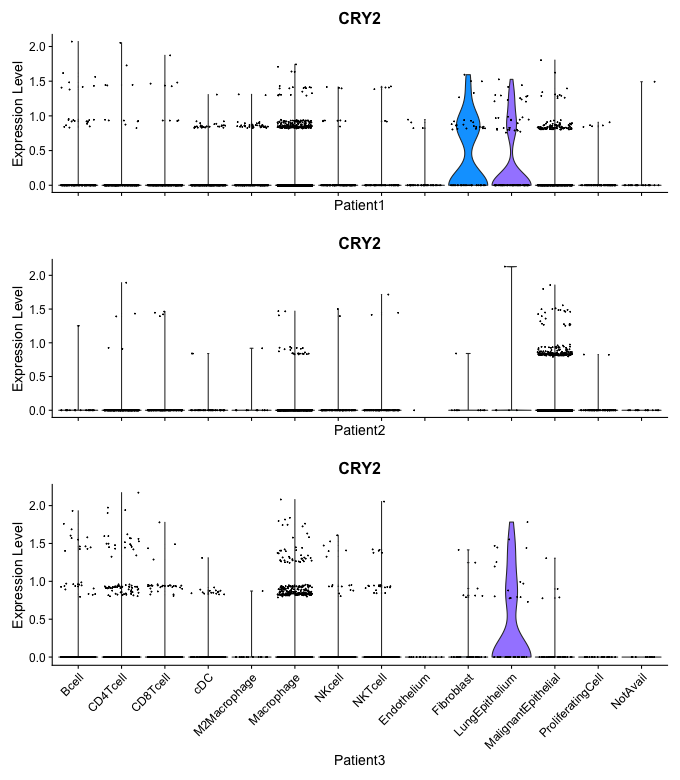 CRY2
Expression Level
2.0
1.5
1.0
0.5
0.0
Patient1
CRY2
Expression Level
2.0
1.5
1.0
0.5
0.0
Patient2
CRY2
Expression Level
2.0
1.5
1.0
0.5
0.0
Bcell
CD4Tcell
CD8Tcell
cDC
M2Macrophage
Macrophage
NKcell
NKTcell
Endothelium
Fibroblast
LungEpithelium
MalignantEpithelial
ProliferatingCell
NotAvail
Patient3